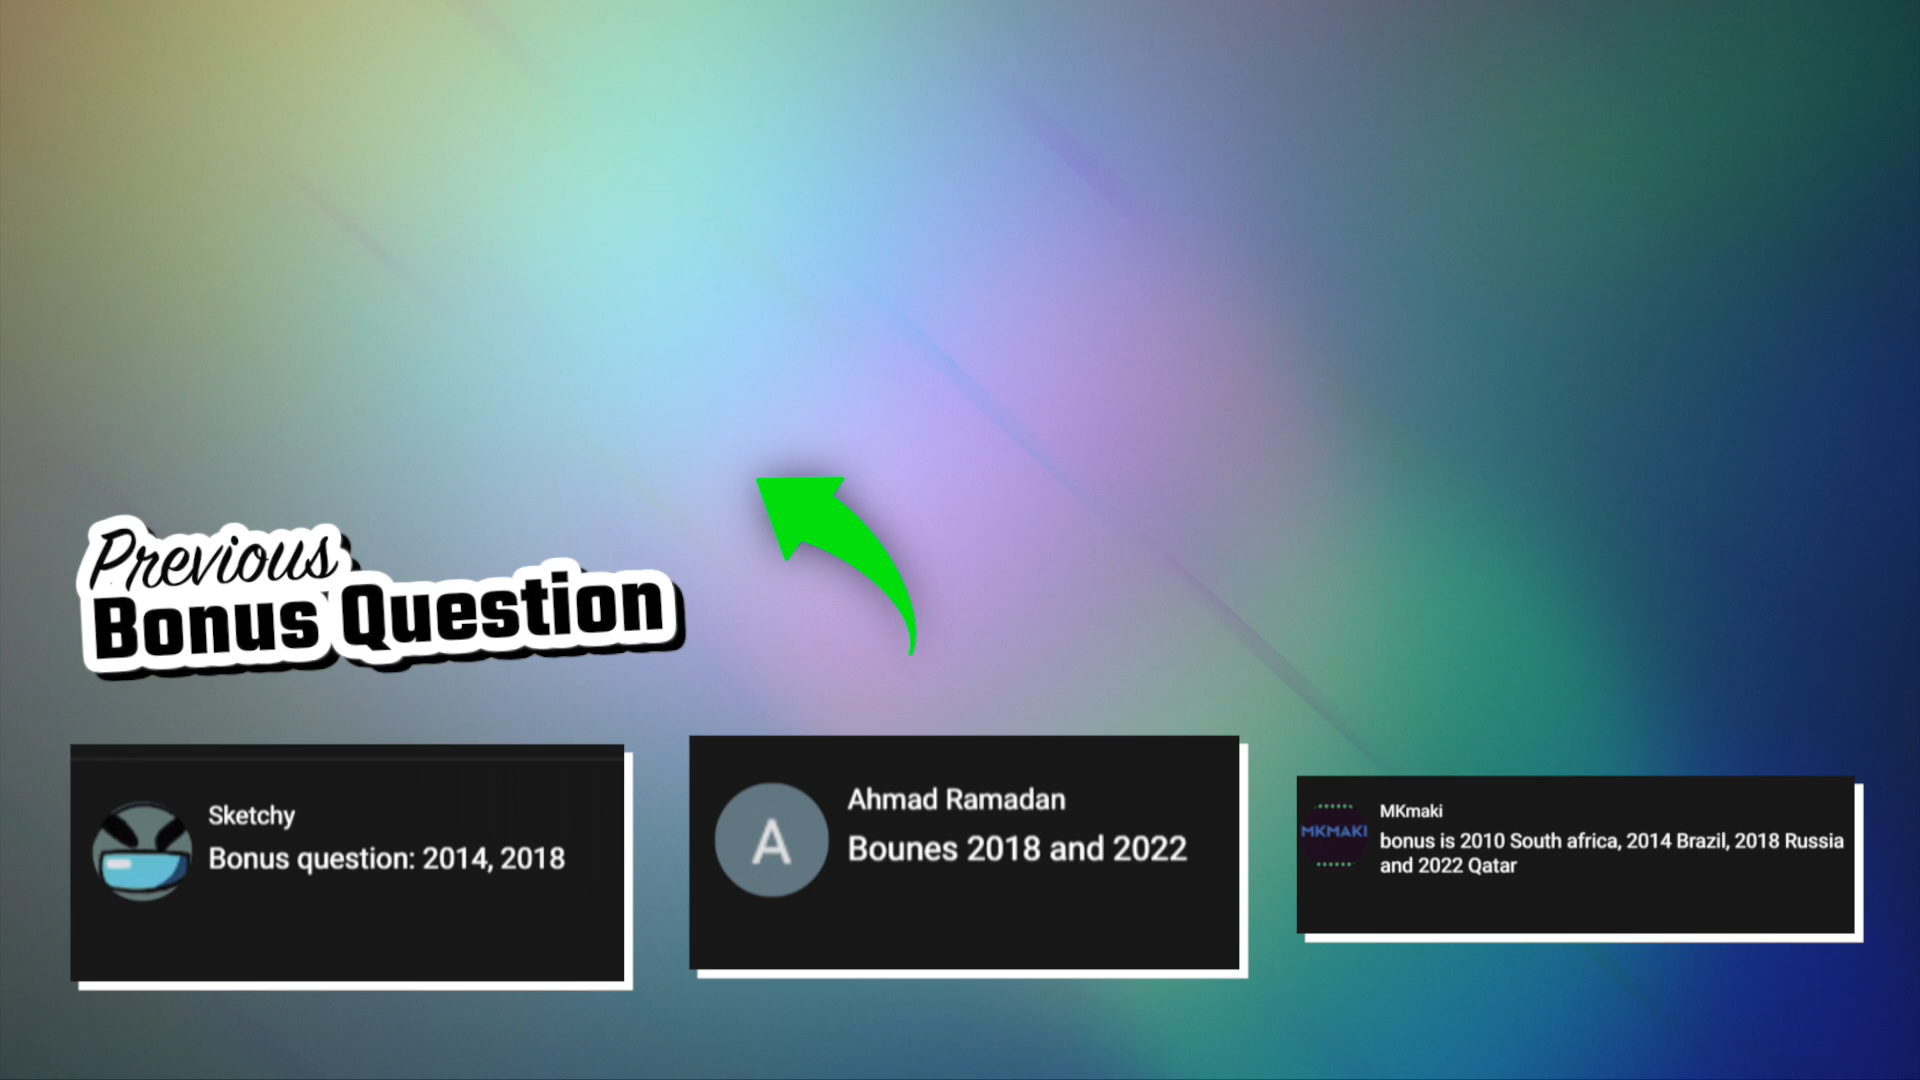 Previous
Bonus Question
Sketchy
Bonus question: 2014, 2018
A
Ahmad Ramadan
Bounes 2018 and 2022
MKMAKI
MKmaki
bonus is 2010 South africa, 2014 Brazil, 2018 Russia
and 2022 Qatar